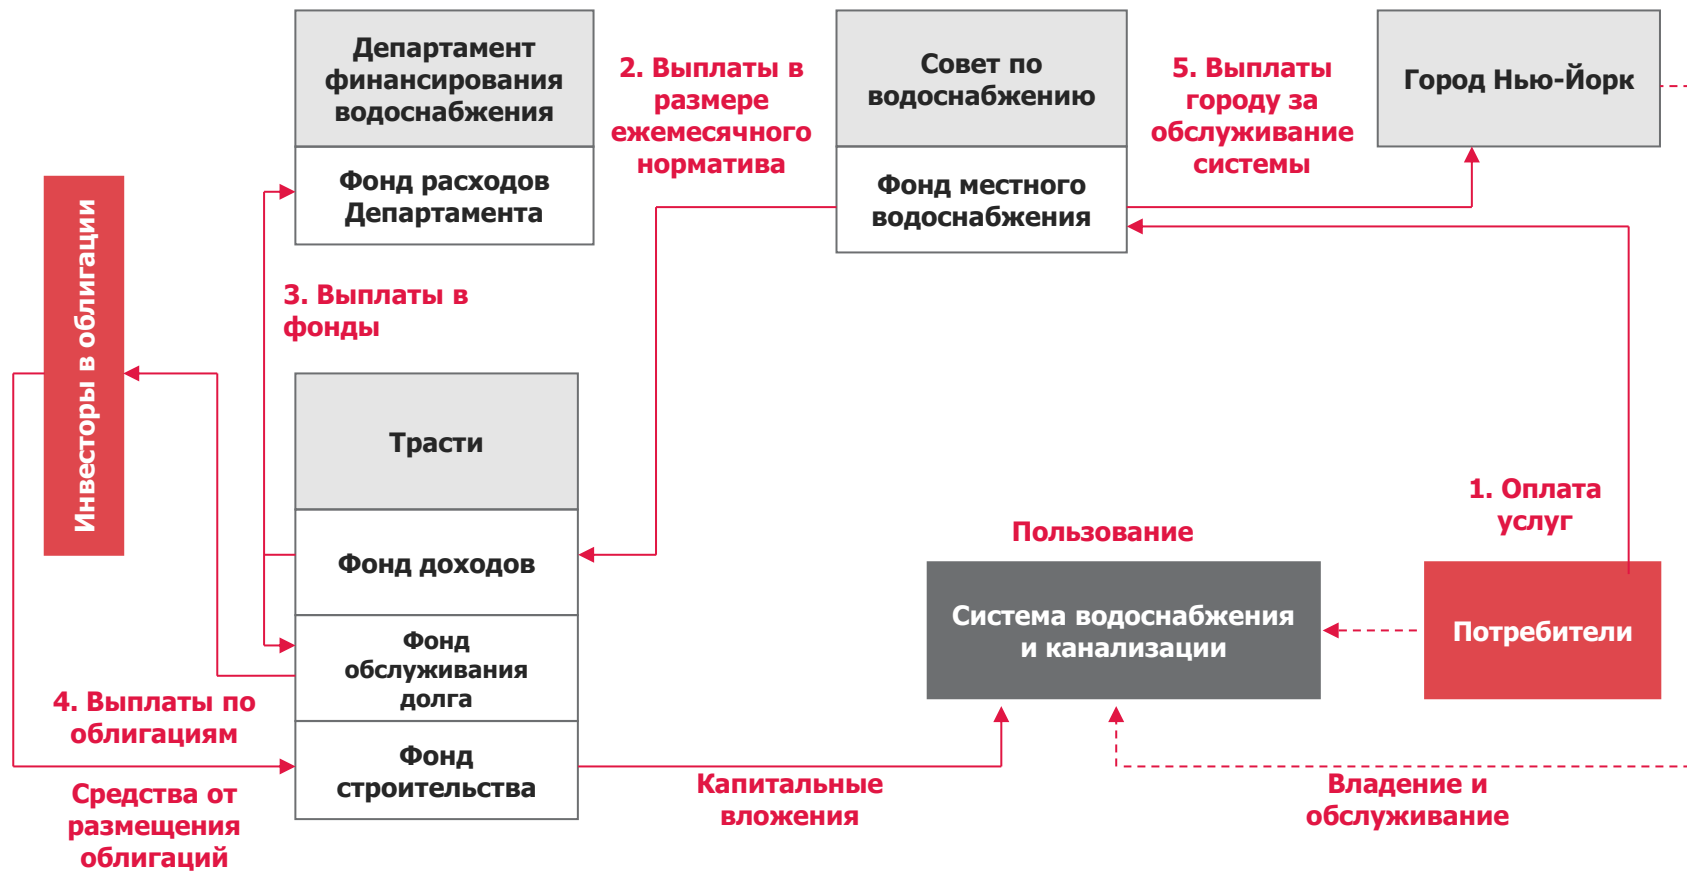 Департамент
финансирования
водоснабжения
Фонд расходов
Департамента
2. Выплаты в
размере
ежемесячного
норматива
Совет по
водоснабжению
Фонд местного
водоснабжения
5. Выплаты
городу за
обслуживание
системы
Город Нью-Йорк
Инвесторы в облигации
3. Выплаты в
фонды
Трасти
Фонд доходов
Фонд
обслуживания
долга
Фонд
строительства
4. Выплаты по
облигациям
Средства от
размещения
облигаций
Капитальные
вложения
Пользование
Система водоснабжения
и канализации
1. Оплата
услуг
Потребители
Владение и
обслуживание